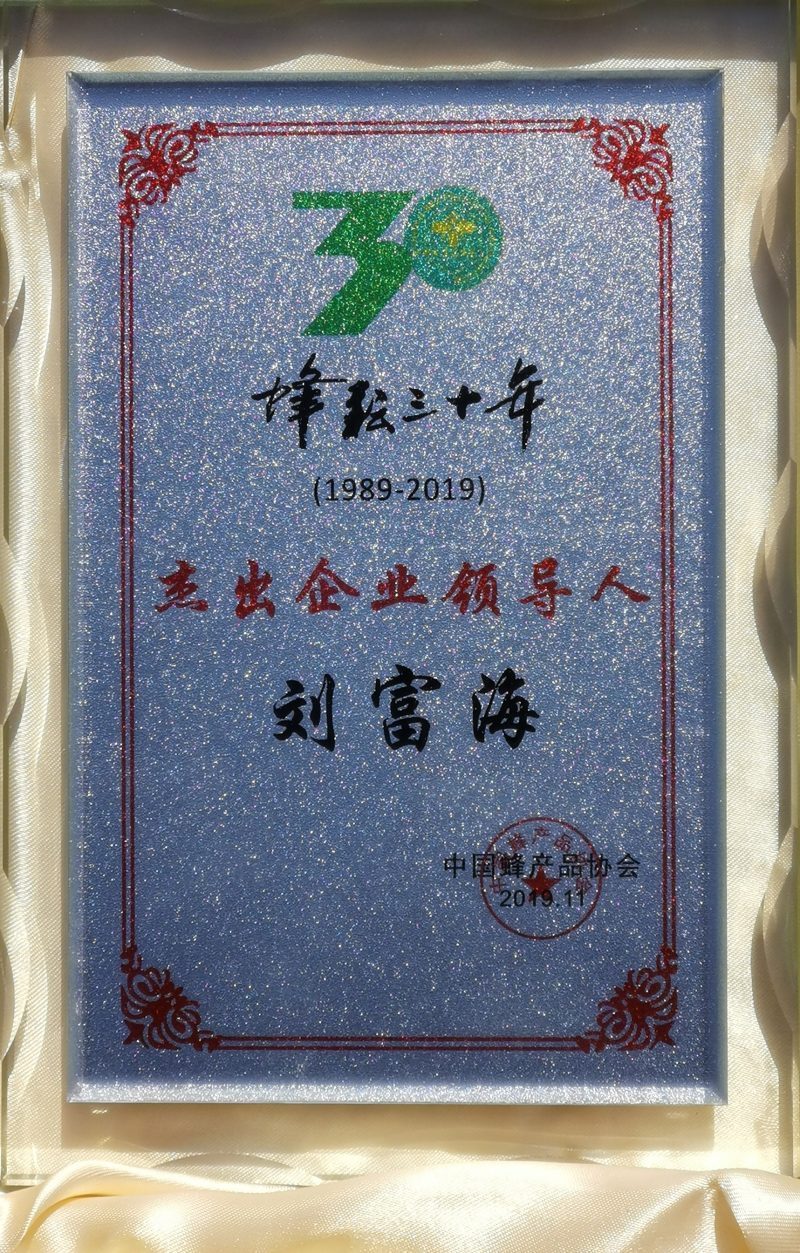 30
蜂耘三十年
(1989-2019)
杰出企业领导人
刘富海
中国蜂产品协会
2019.11